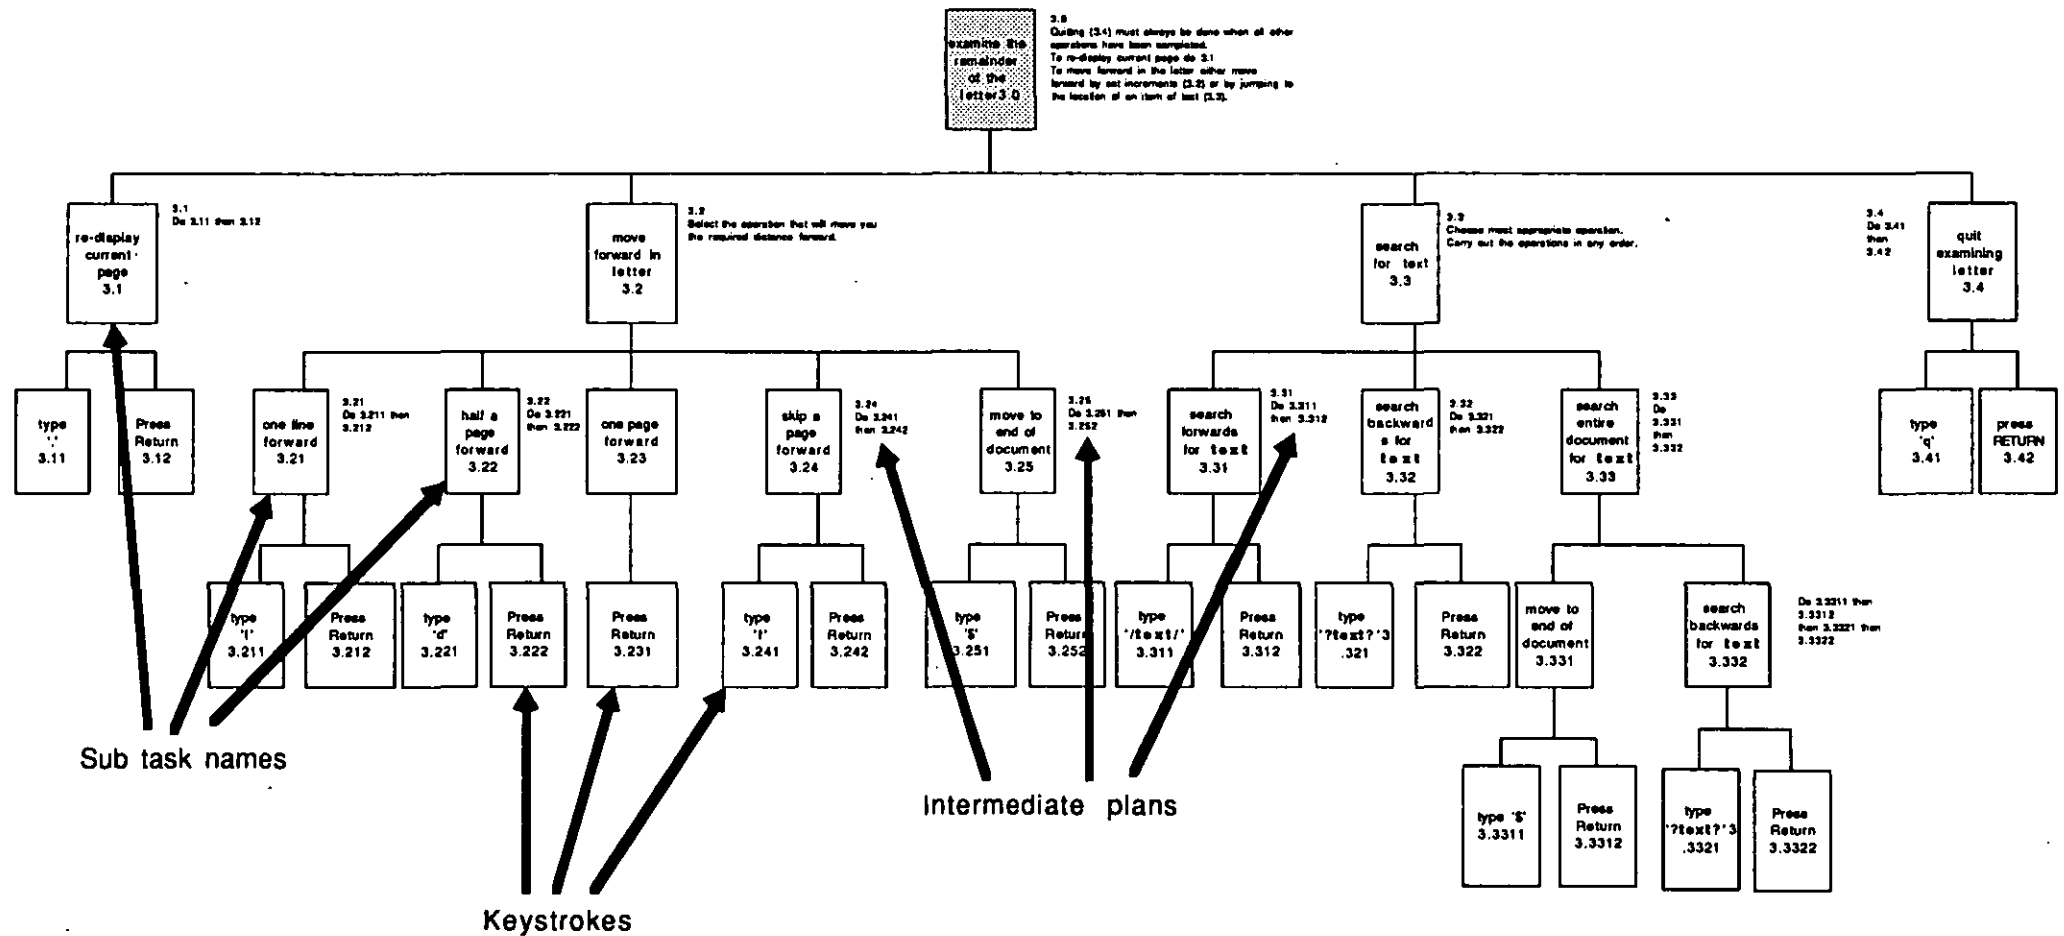 examine the
remainder
of the
letter3.0
3.0
Quiting (3.4) must always be done when all other
operations have been completed.
To re-display current page do 3.1
To move forward in the letter either move
forward by set increments (3.2) or by jumping to
the location of an item of text (3.3).
re-display
current
page
3.1
3.1
Do 3.11 then 3.12
move
forward in
letter
3.2
3.2
Select the operation that will move you
the required distance forward.
search
for text
3.3
3.3
Choose most appropriate operation.
Carry out the operations in any order.
3.4
Do 3.41
then
3.42
quit
examining
letter
3.4
type
'.'
3.11
Press
Return
3.12
one line
forward
3.21
3.21
Do 3.211 then
3.212
half a
page
forward
3.22
3.22
Do 3.221
then 3.222
one page
forward
3.23
skip a
page
forward
3.24
3.24
Do 3.241
then 3.242
move to
end of
document
3.25
3.25
Do 3.251 then
3.252
search
forwards
for text
3.31
3.31
Do 3.311
then 3.312
search
backward
s for
text
3.32
3.32
Do 3.321
then 3.322
search
entire
document
for text
3.33
3.33
Do
3.331
then
3.332
type
'q'
3.41
press
RETURN
3.42
type
3.211
Press
Return
3.212
type
'd'
3.221
Press
Return
3.222
Press
Return
3.231
type
3.241
Press
Return
3.242
type
'$'
3.251
Press
Return
3.252
type
'/text/'
3.311
Press
Return
3.312
type
'?text?'3
.321
Press
Return
3.322
move to
end of
document
3.331
search
backwards
for text
3.332
Do 3.3311 then
3.3312
then 3.3321 then
3.3322
Sub task names
Intermediate plans
Keystrokes
type '$'
3.3311
Press
Return
3.3312
type
'?text?'3
.3321
Press
Return
3.3322